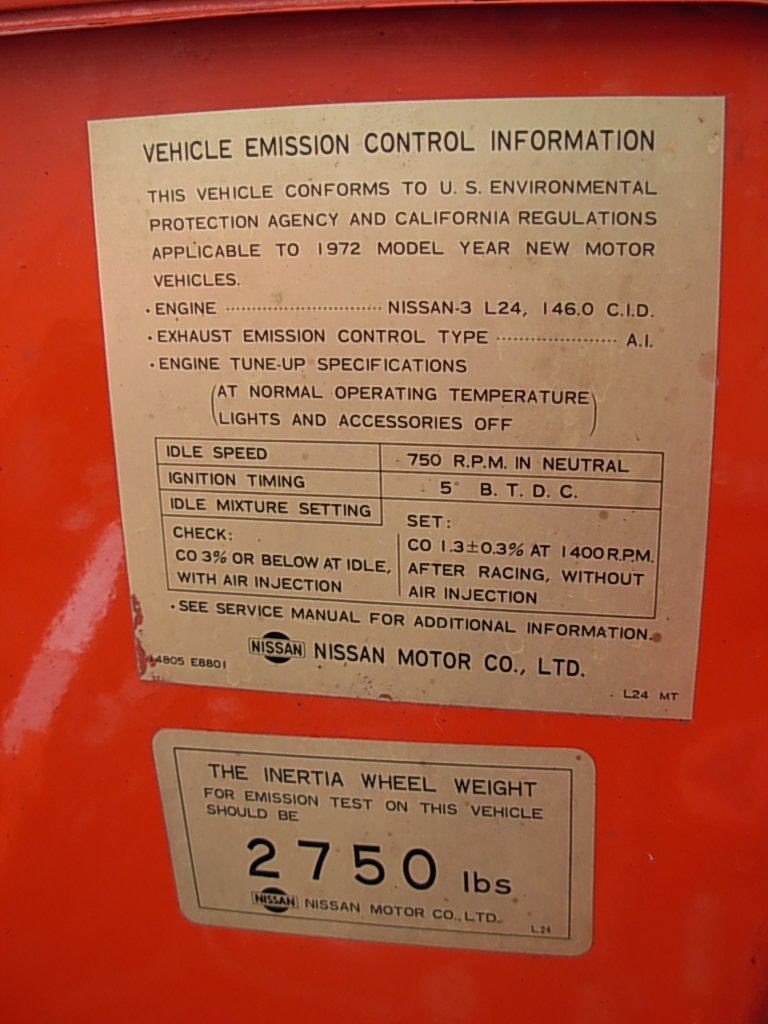 VEHICLE EMISSION CONTROL INFORMATION
THIS VEHICLE CONFORMS TO U. S. ENVIRONMENTAL
PROTECTION AGENCY AND CALIFORNIA REGULATIONS
APPLICABLE TO 1972 MODEL YEAR NEW MOTOR
VEHICLES.
• ENGINE ........................... NISSAN-3 L24, 146.0 C.I.D.
• EXHAUST EMISSION CONTROL TYPE ..................... A.I.
• ENGINE TUNE-UP SPECIFICATIONS
(AT NORMAL OPERATING TEMPERATURE
LIGHTS AND ACCESSORIES OFF)
IDLE SPEED 750 R.P.M. IN NEUTRAL
IGNITION TIMING 5° B. T. D. C.
IDLE MIXTURE SETTING
CHECK:
CO 3% OR BELOW AT IDLE,
WITH AIR INJECTION
SET:
CO 1.3±0.3% AT 1400 R.P.M.
AFTER RACING, WITHOUT
AIR INJECTION
• SEE SERVICE MANUAL FOR ADDITIONAL INFORMATION.
NISSAN NISSAN MOTOR CO., LTD.
14805 E8801
L24 MT
THE INERTIA WHEEL WEIGHT
FOR EMISSION TEST ON THIS VEHICLE
SHOULD BE
2750 lbs
NISSAN NISSAN MOTOR CO., LTD.
L24